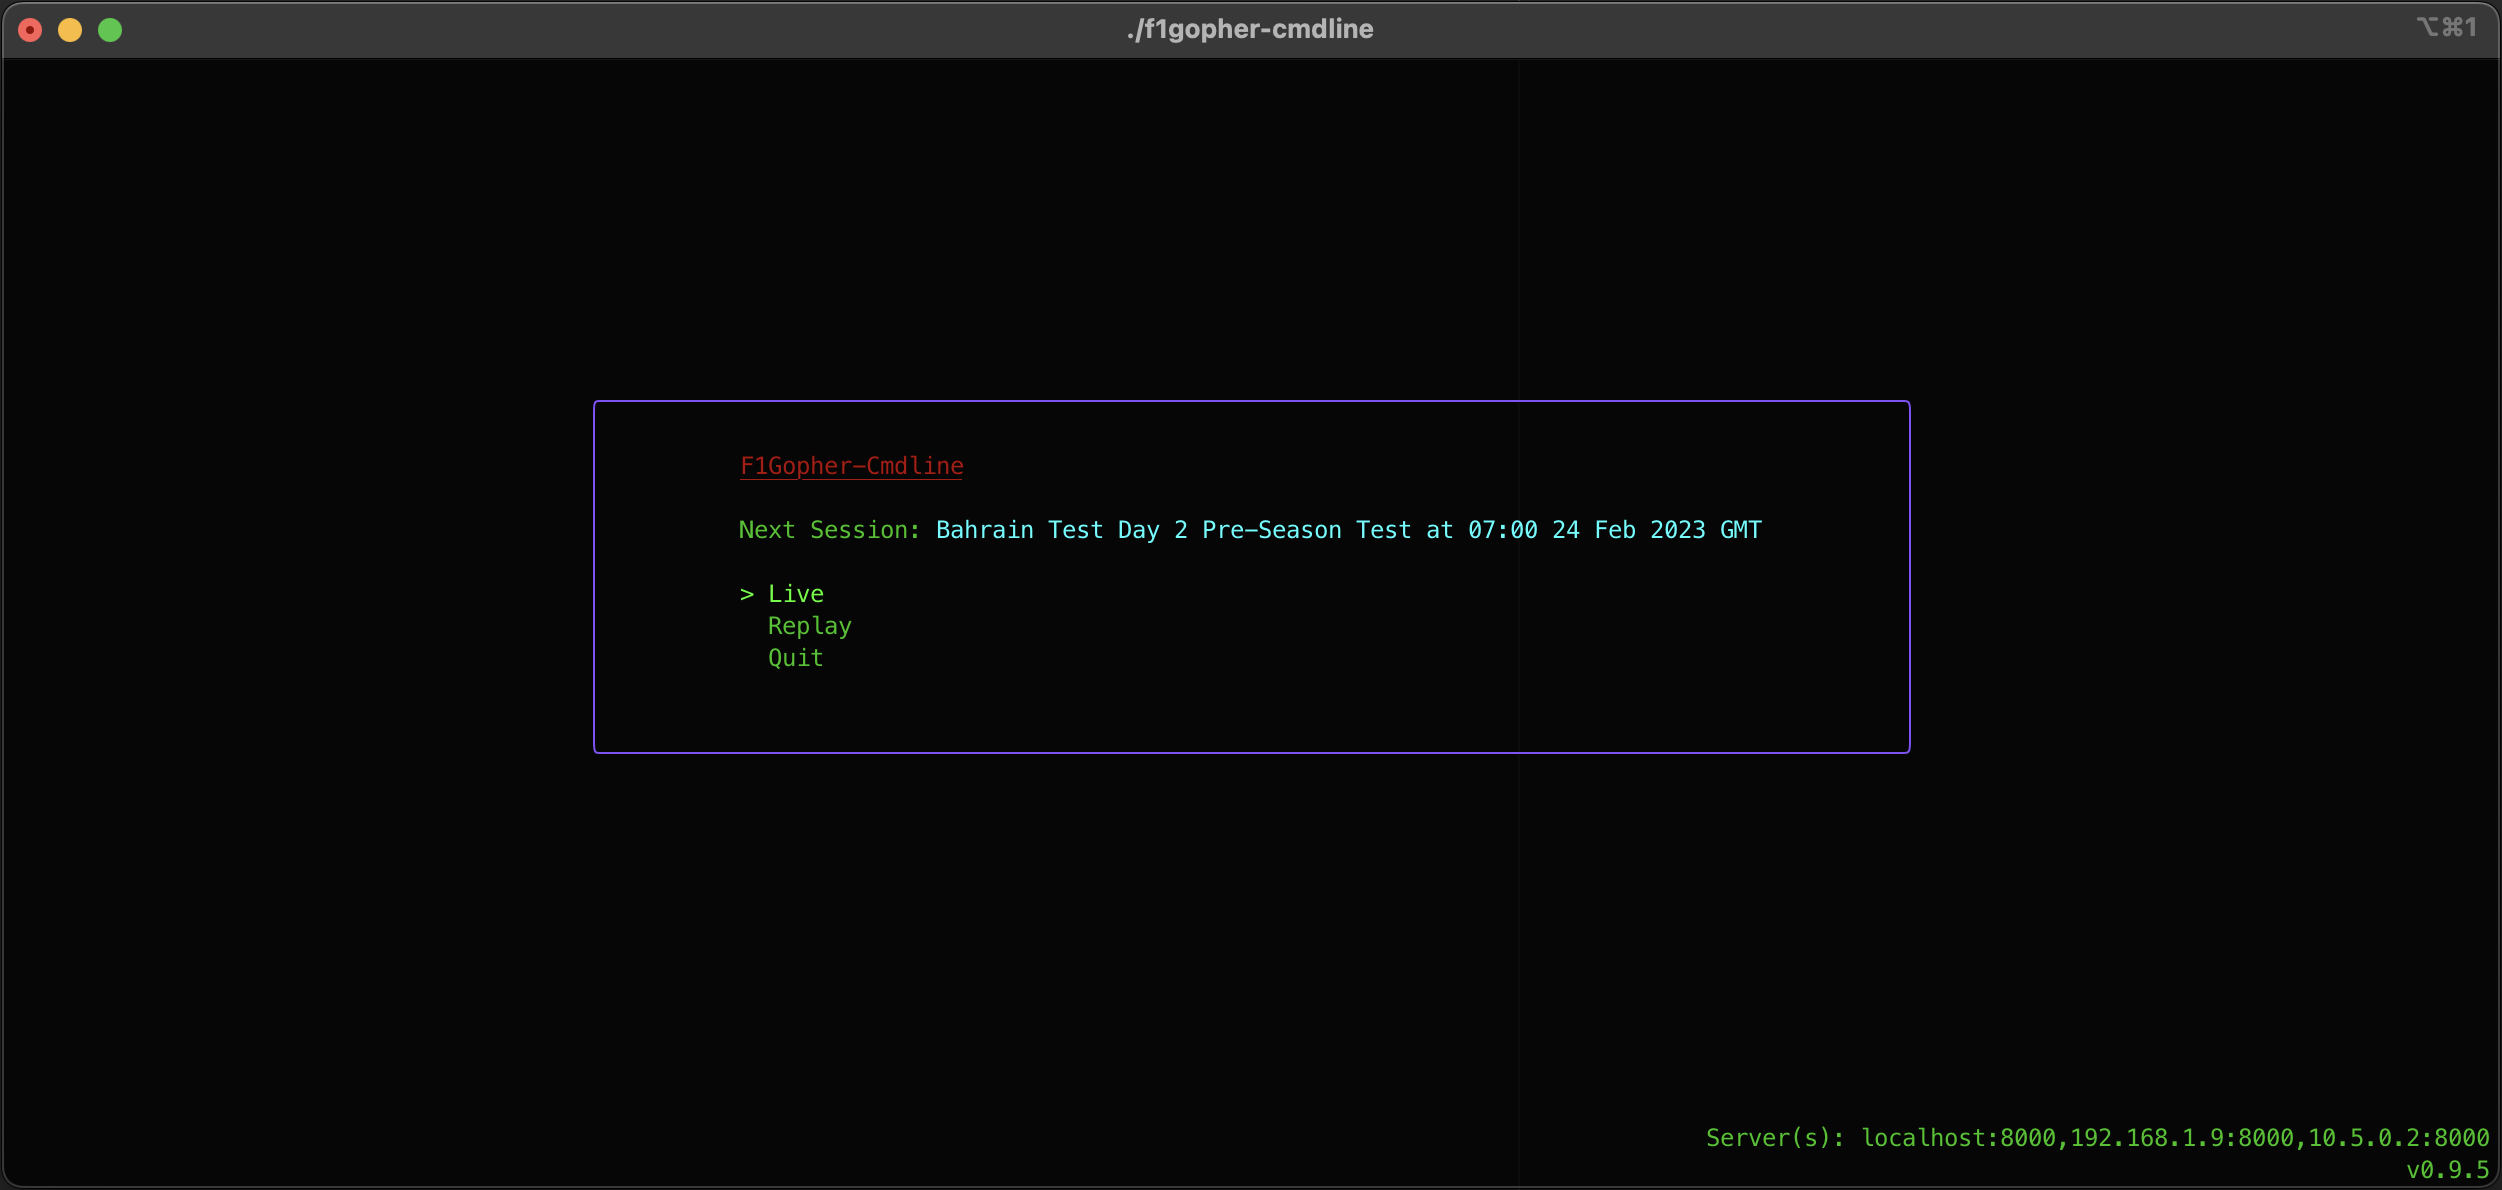 ./f1gopher-cmdline
⌥⌘1
F1Gopher-Cmdline
Next Session: Bahrain Test Day 2 Pre-Season Test at 07:00 24 Feb 2023 GMT
> Live
Replay
Quit
Server(s): localhost:8000,192.168.1.9:8000,10.5.0.2:8000
v0.9.5